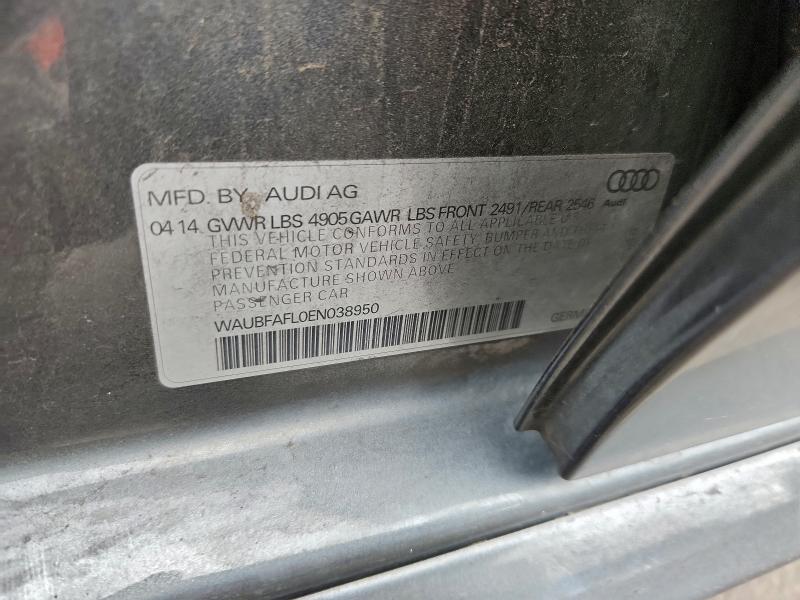 MFD. BY AUDI AG
Audi
04 14 GVWR LBS 4905 GAWR LBS FRONT 2491/REAR 2546
THIS VEHICLE CONFORMS TO ALL APPLICABLE U
FEDERAL MOTOR VEHICLE SAFETY, BUMPER AND THEFT
PREVENTION STANDARDS IN EFFECT ON THE DATE OF
MANUFACTURE SHOWN ABOVE
PASSENGER CAR
WAUBFAFL0EN038950
GERM